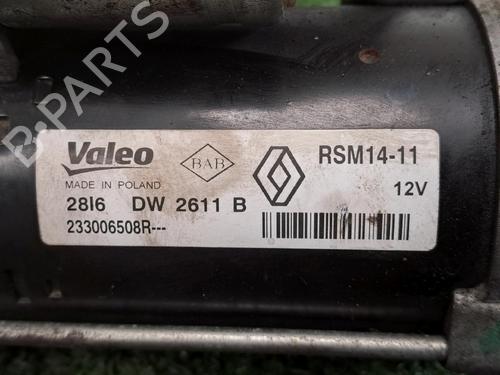 B-PARTS
Valeo
BAB
RSM14-11
MADE IN POLAND
12V
28I6 DW 2611 B
233006508R---